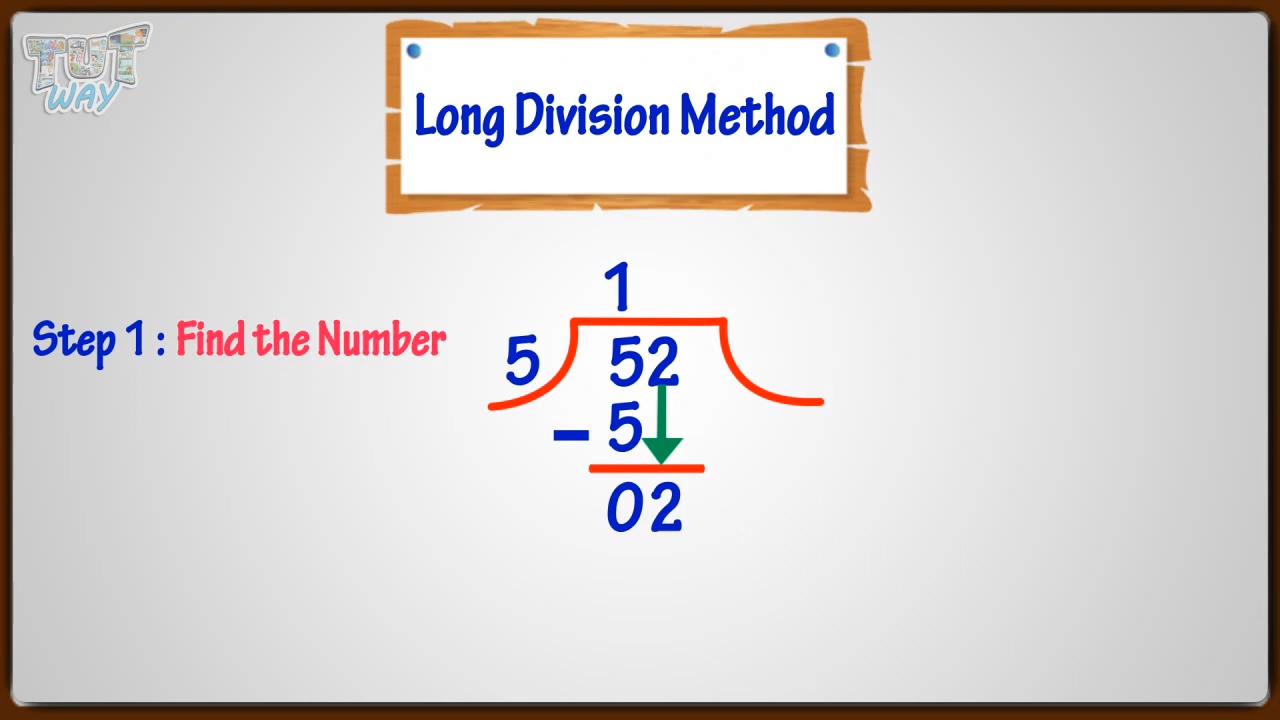 TUT
WAY
Long Division Method
1
Step 1 : Find the Number
5 52
– 5
02